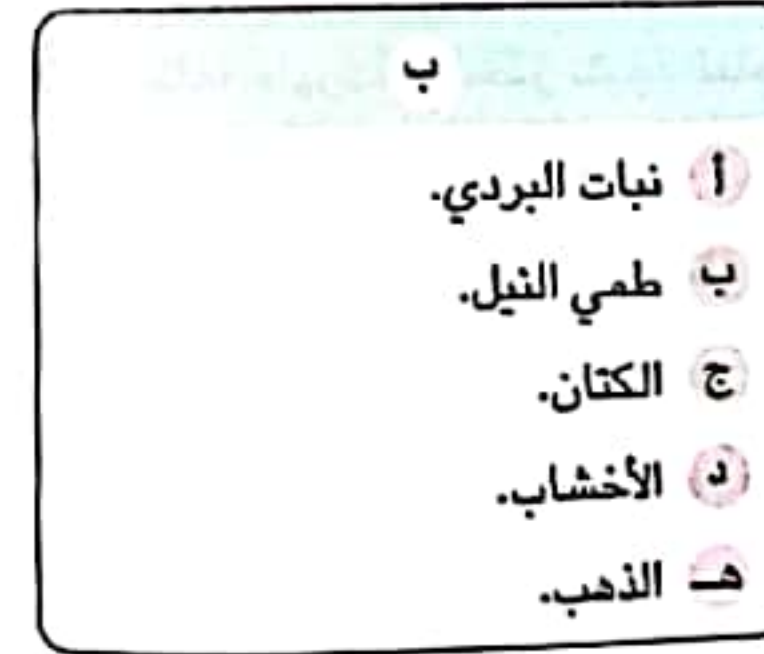 ب
أ نبات البردي.
ب طمي النيل.
ج الكتان.
د الأخشاب.
هـ الذهب.